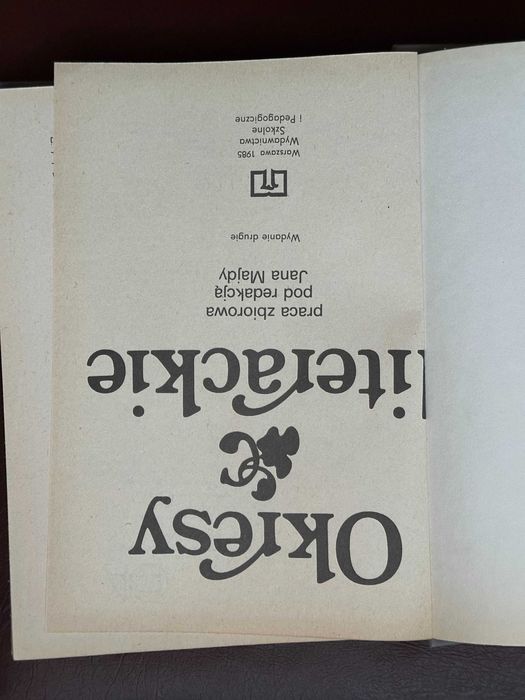 Okresy
literackie
praca zbiorowa
pod redakcją
Jana Majdy
Wydanie drugie
Warszawa 1985
Wydawnictwa
Szkolne
i Pedagogiczne